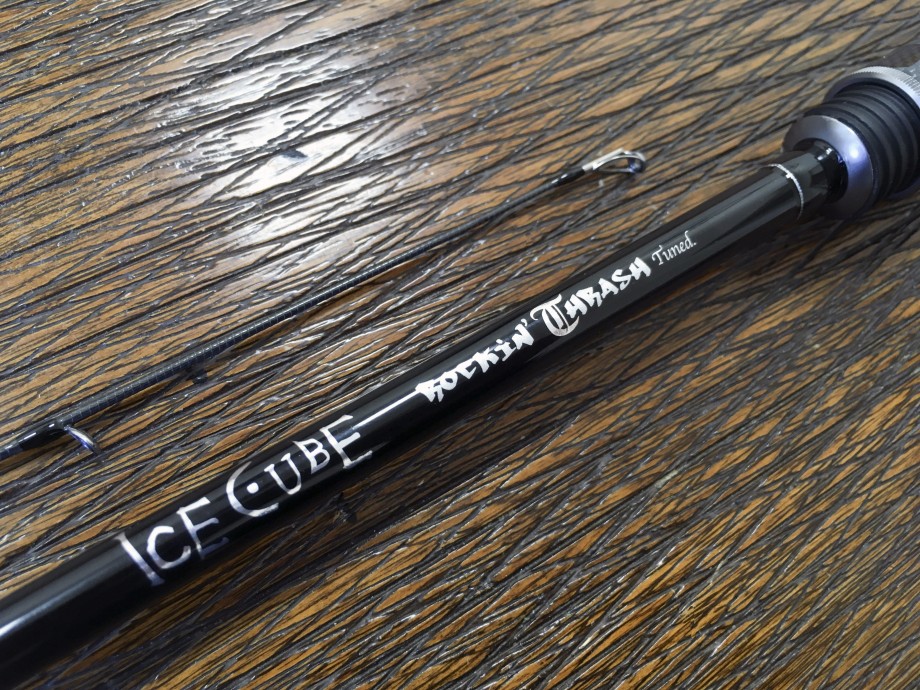 ICE CUBE ROCKIN' THRASH Tuned.